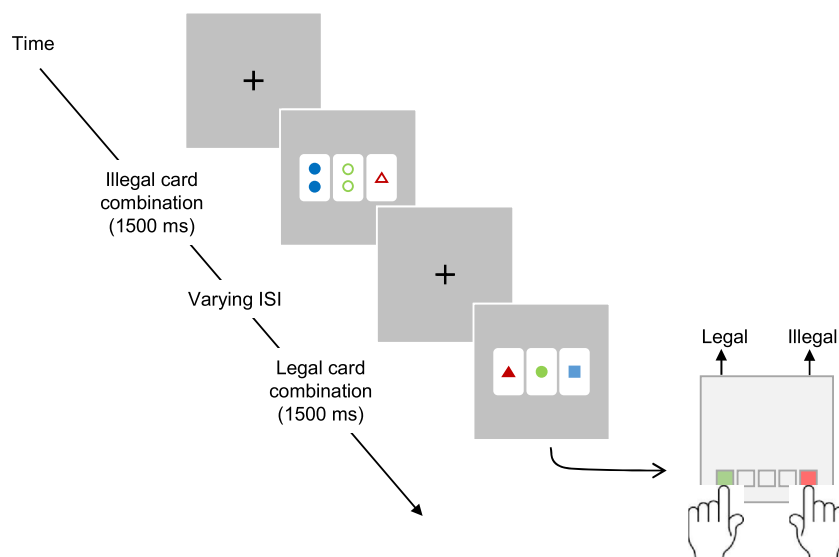 Time
Illegal card
combination
(1500 ms)
Varying ISI
Legal card
combination
(1500 ms)
Legal
Illegal